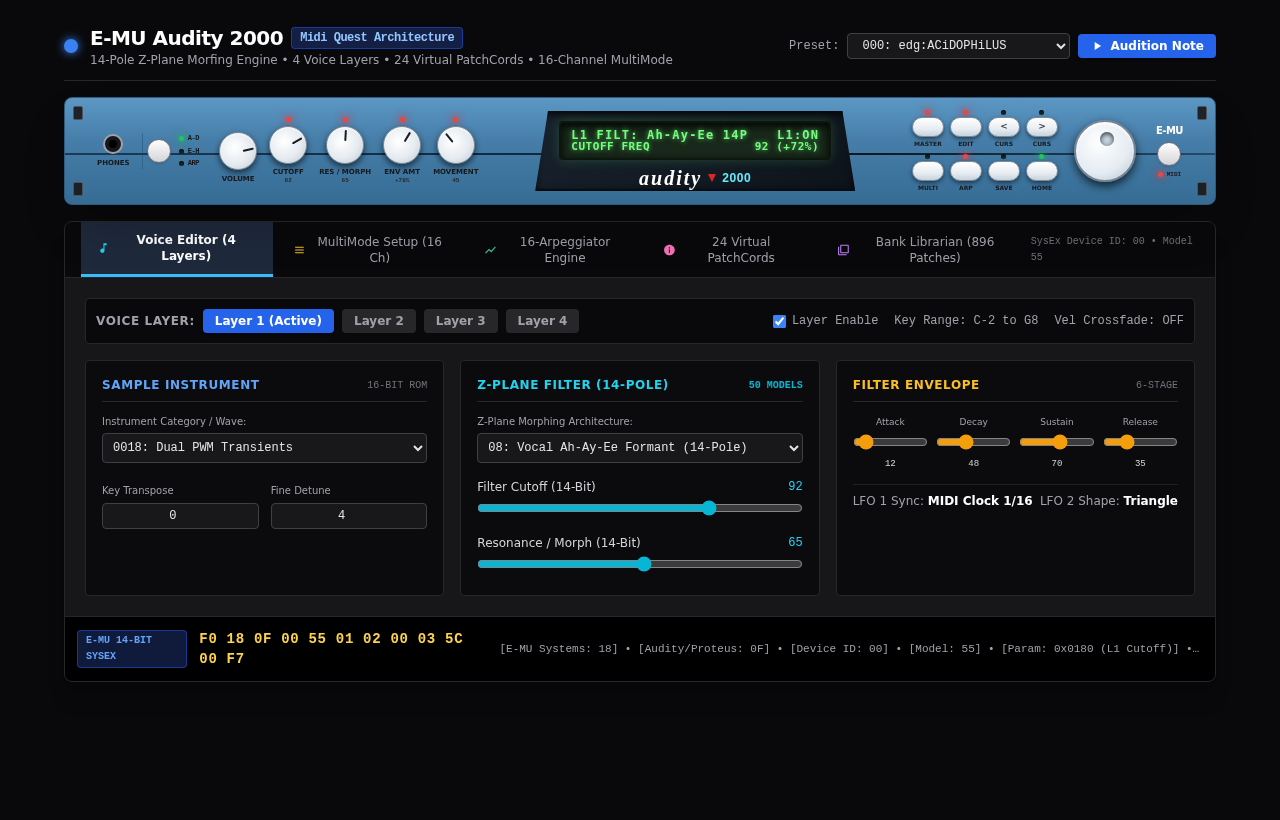 E-MU Audity 2000 Midi Quest Architecture
14-Pole Z-Plane Morfing Engine • 4 Voice Layers • 24 Virtual PatchCords • 16-Channel MultiMode
Preset: 000: edg:ACiDOPHiLUS Audition Note
PHONES
A-D
E-H
ARP
VOLUME
CUTOFF
92
RES / MORPH
65
ENV AMT
+78%
MOVEMENT
45
L1 FILT: Ah-Ay-Ee 14P L1:ON
CUTOFF FREQ 92 (+72%)
audity 2000
MASTER EDIT < CURS > CURS
MULTI ARP SAVE HOME
E-MU
MIDI
Voice Editor (4 Layers)
MultiMode Setup (16 Ch)
16-Arpeggiator Engine
24 Virtual PatchCords
Bank Librarian (896 Patches)
SysEx Device ID: 00 • Model 55
VOICE LAYER: Layer 1 (Active) Layer 2 Layer 3 Layer 4 Layer Enable Key Range: C-2 to G8 Vel Crossfade: OFF
SAMPLE INSTRUMENT 16-BIT ROM
Instrument Category / Wave:
0018: Dual PWM Transients
Key Transpose Fine Detune
0 4
Z-PLANE FILTER (14-POLE) 50 MODELS
Z-Plane Morphing Architecture:
08: Vocal Ah-Ay-Ee Formant (14-Pole)
Filter Cutoff (14-Bit) 92
Resonance / Morph (14-Bit) 65
FILTER ENVELOPE 6-STAGE
Attack Decay Sustain Release
12 48 70 35
LFO 1 Sync: MIDI Clock 1/16 LFO 2 Shape: Triangle
E-MU 14-BIT
SYSEX
F0 18 0F 00 55 01 02 00 03 5C
00 F7
[E-MU Systems: 18] • [Audity/Proteus: 0F] • [Device ID: 00] • [Model: 55] • [Param: 0x0180 (L1 Cutoff)] •…